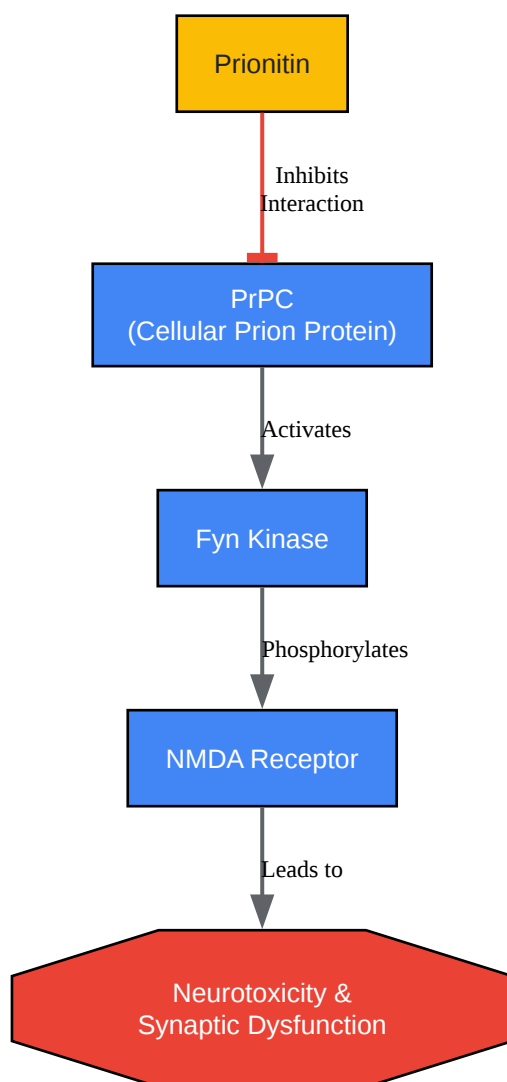 Prionitin
Inhibits
Interaction
PrPC
(Cellular Prion Protein)
Activates
Fyn Kinase
Phosphorylates
NMDA Receptor
Leads to
Neurotoxicity &
Synaptic Dysfunction